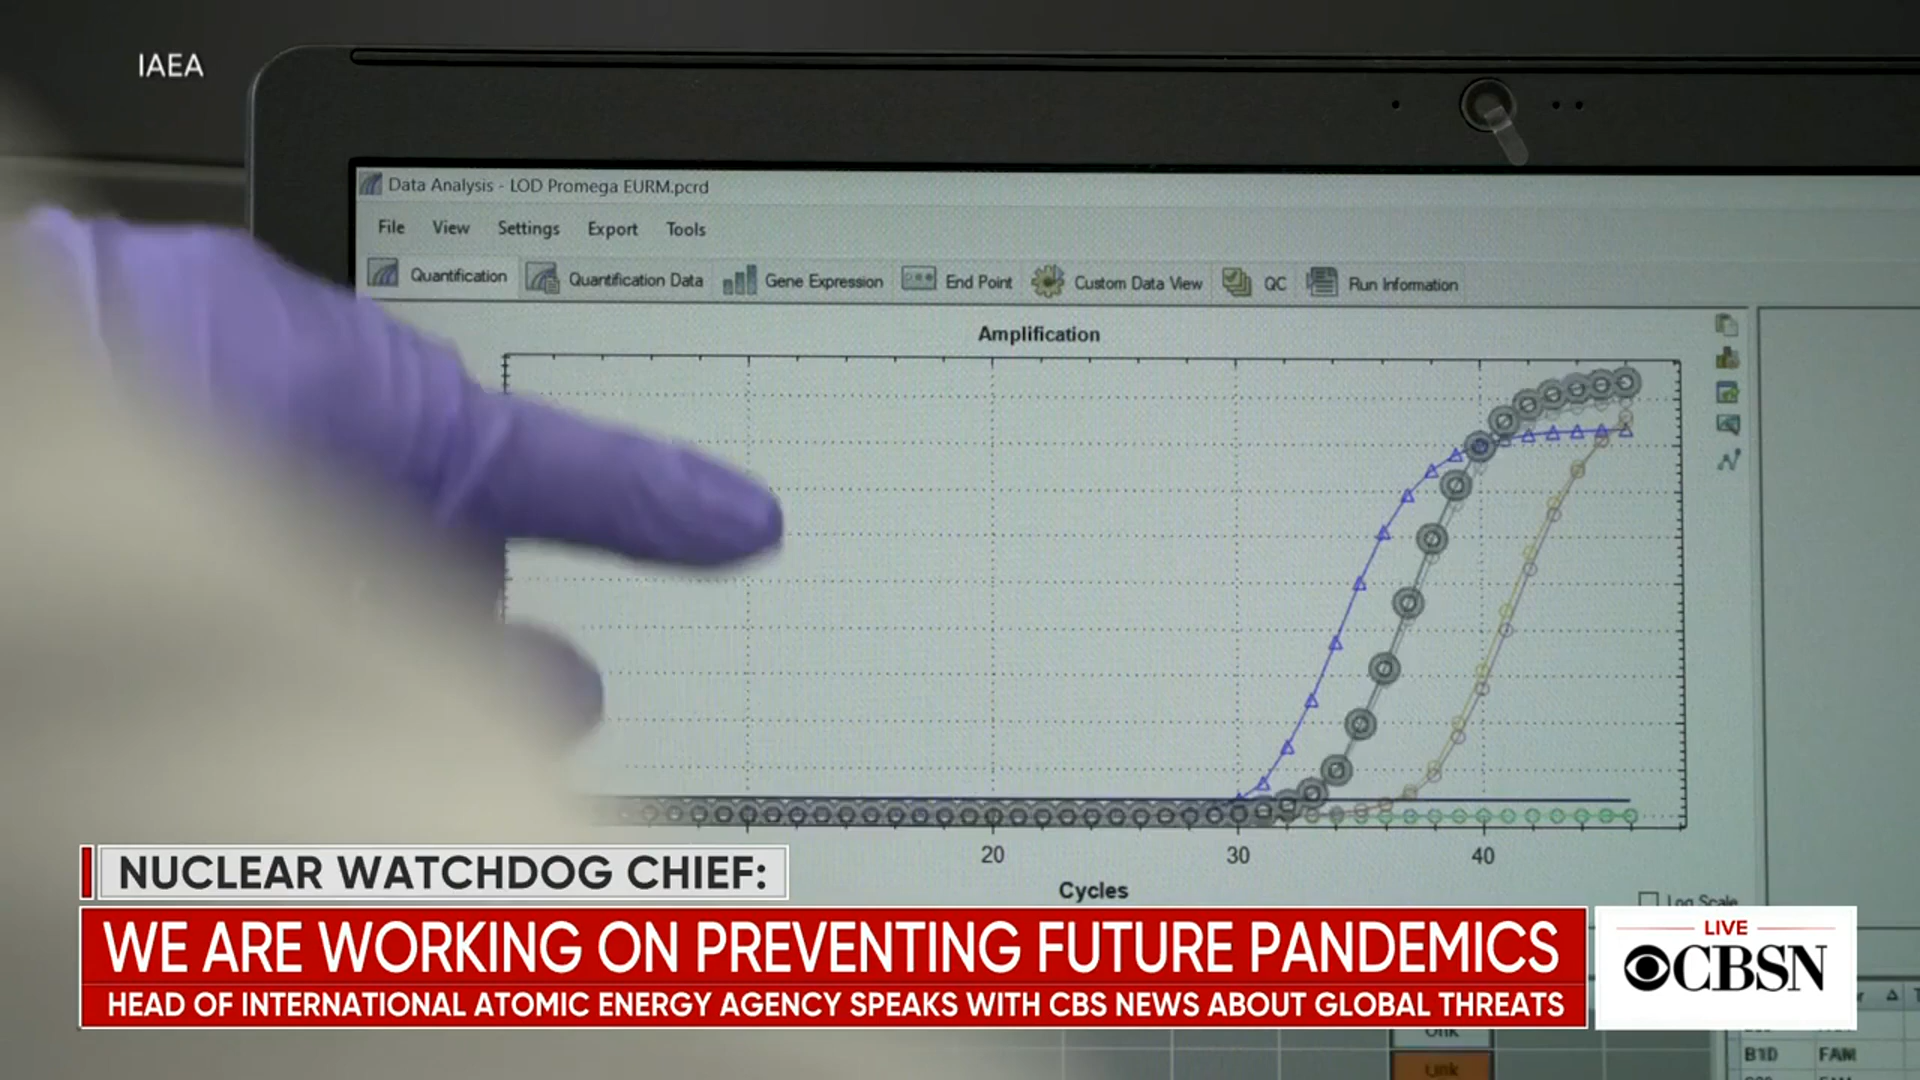 IAEA
Data Analysis - LOD Promega EURM.pcrd
File View Settings Export Tools
Quantification Quantification Data Gene Expression End Point Custom Data View QC Run Information
Amplification
20 30 40
Cycles
Log Scale
NUCLEAR WATCHDOG CHIEF:
WE ARE WORKING ON PREVENTING FUTURE PANDEMICS
HEAD OF INTERNATIONAL ATOMIC ENERGY AGENCY SPEAKS WITH CBS NEWS ABOUT GLOBAL THREATS
LIVE
CBSN
Unk
B1D FAM